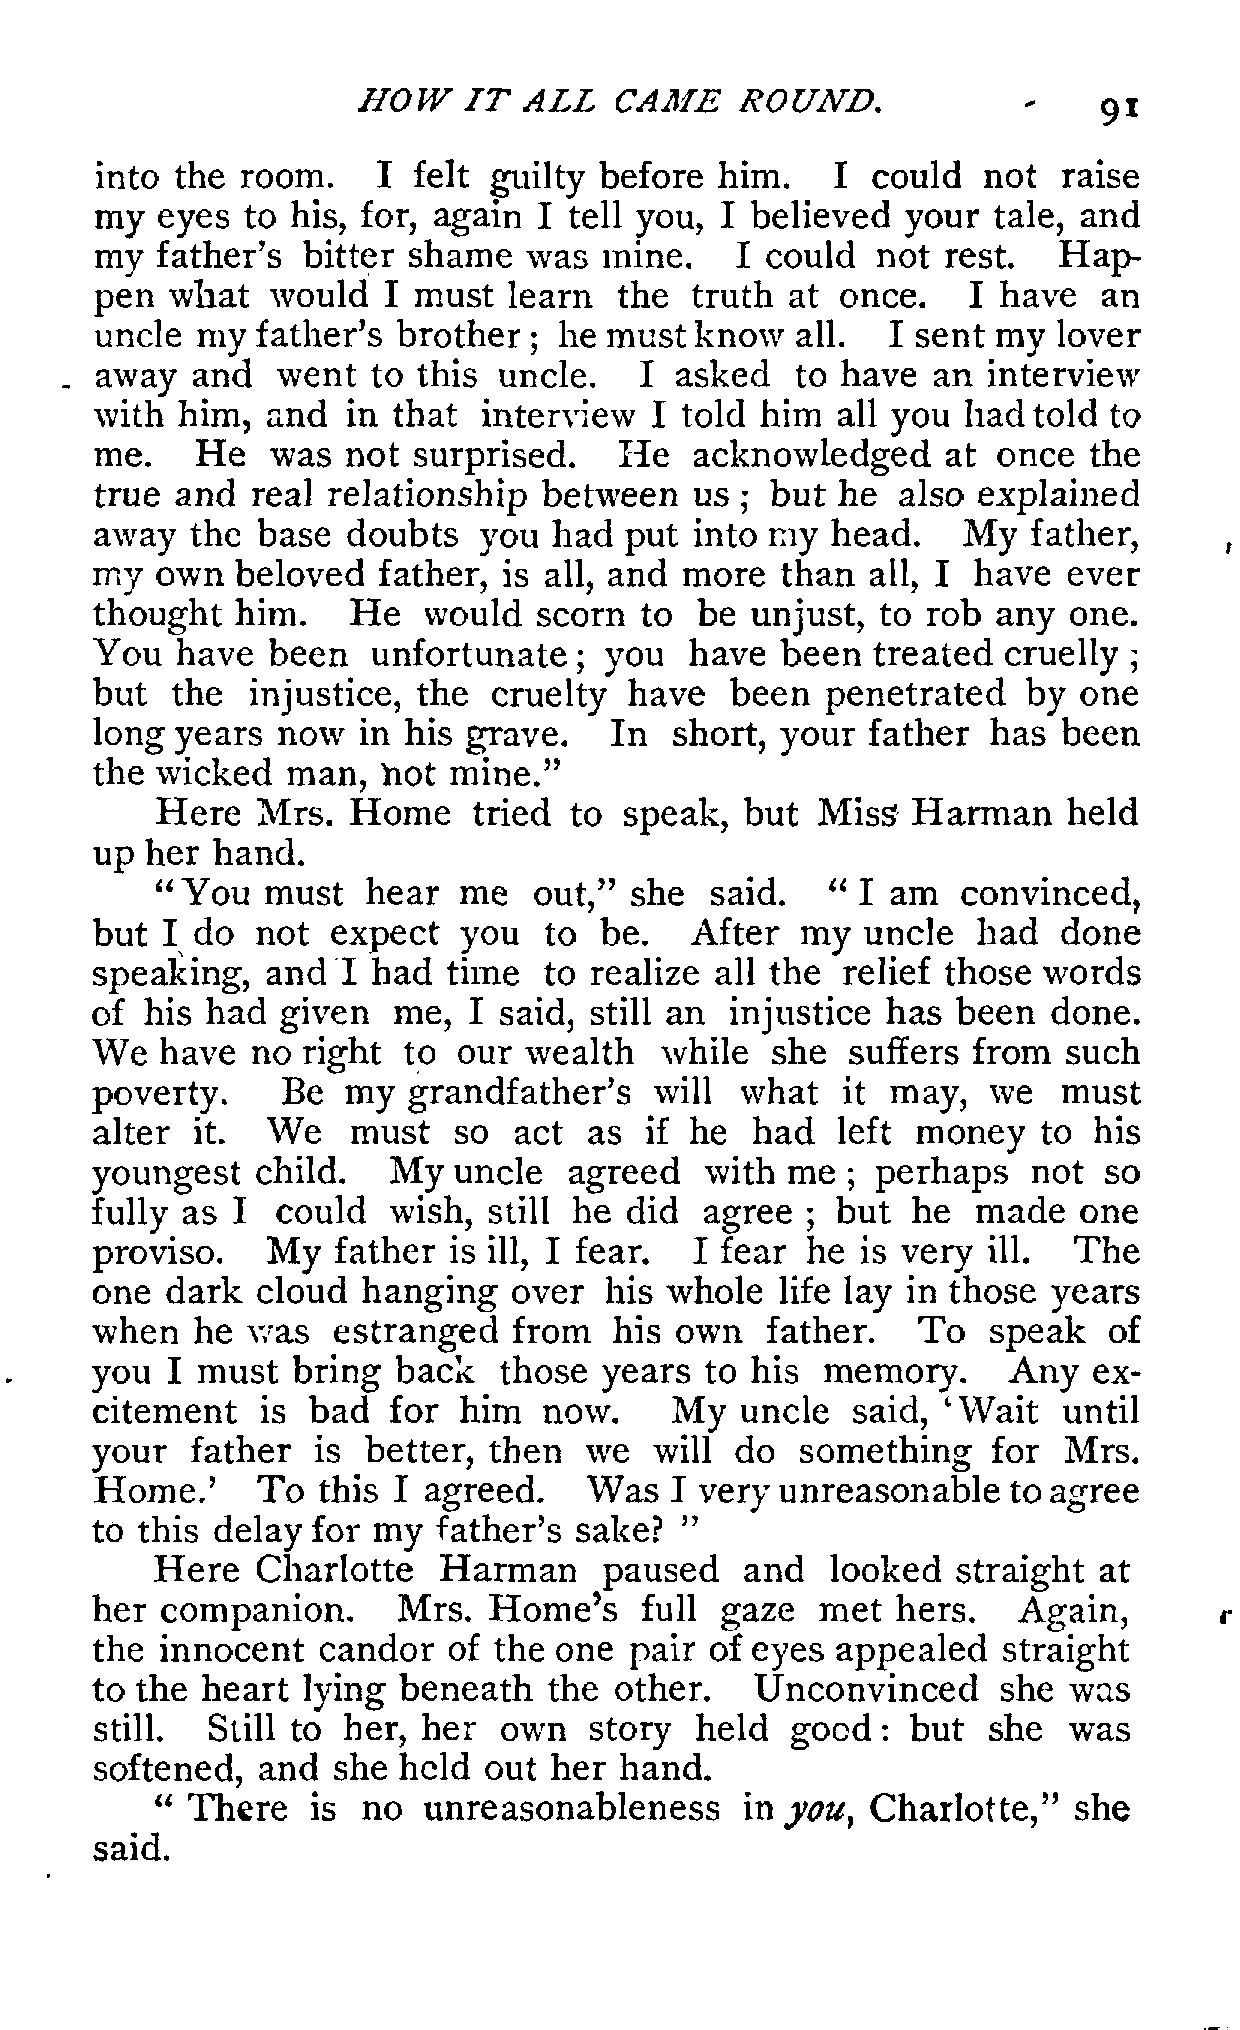 HOW IT ALL CAME ROUND. 91
into the room. I felt guilty before him. I could not raise
my eyes to his, for, again I tell you, I believed your tale, and
my father's bitter shame was mine. I could not rest. Hap-
pen what would I must learn the truth at once. I have an
uncle my father's brother; he must know all. I sent my lover
away and went to this uncle. I asked to have an interview
with him, and in that interview I told him all you had told to
me. He was not surprised. He acknowledged at once the
true and real relationship between us; but he also explained
away the base doubts you had put into my head. My father,
my own beloved father, is all, and more than all, I have ever
thought him. He would scorn to be unjust, to rob any one.
You have been unfortunate; you have been treated cruelly;
but the injustice, the cruelty have been penetrated by one
long years now in his grave. In short, your father has been
the wicked man, not mine."
Here Mrs. Home tried to speak, but Miss Harman held
up her hand.
"You must hear me out," she said. "I am convinced,
but I do not expect you to be. After my uncle had done
speaking, and I had time to realize all the relief those words
of his had given me, I said, still an injustice has been done.
We have no right to our wealth while she suffers from such
poverty. Be my grandfather's will what it may, we must
alter it. We must so act as if he had left money to his
youngest child. My uncle agreed with me; perhaps not so
fully as I could wish, still he did agree; but he made one
proviso. My father is ill, I fear. I fear he is very ill. The
one dark cloud hanging over his whole life lay in those years
when he was estranged from his own father. To speak of
you I must bring back those years to his memory. Any ex-
citement is bad for him now. My uncle said, 'Wait until
your father is better, then we will do something for Mrs.
Home.' To this I agreed. Was I very unreasonable to agree
to this delay for my father's sake?"
Here Charlotte Harman paused and looked straight at
her companion. Mrs. Home's full gaze met hers. Again,
the innocent candor of the one pair of eyes appealed straight
to the heart lying beneath the other. Unconvinced she was
still. Still to her, her own story held good: but she was
softened, and she held out her hand.
"There is no unreasonableness in you, Charlotte," she
said.